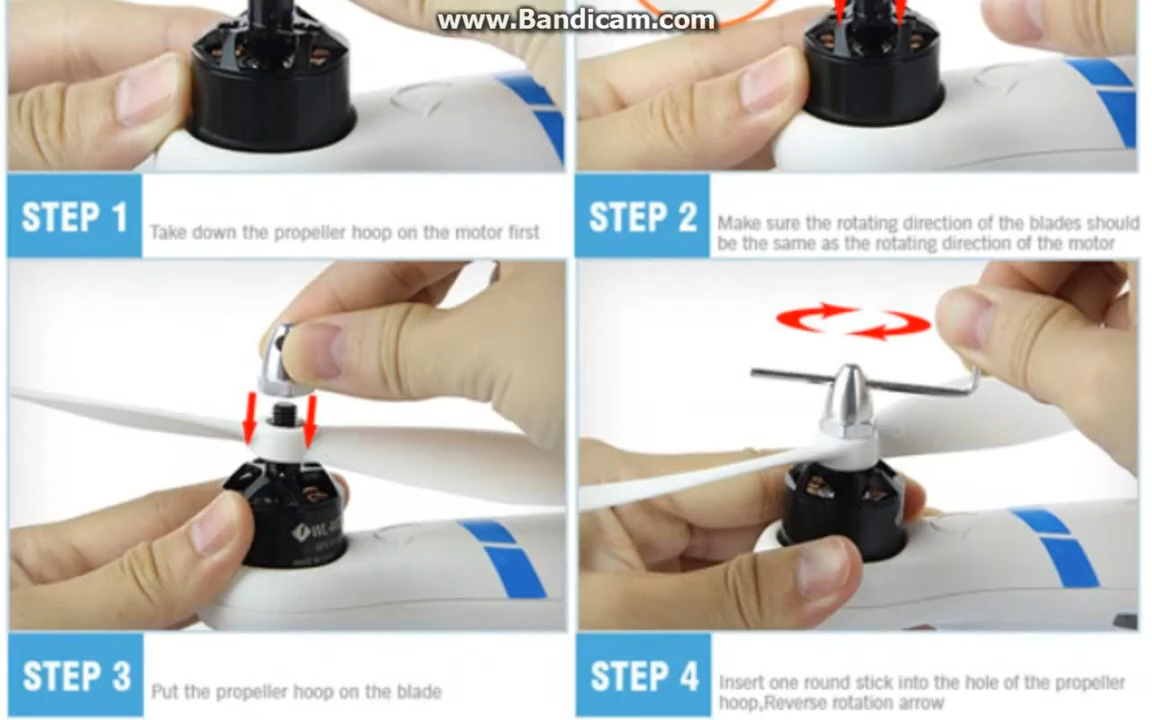 www.Bandicam.com
STEP 1
Take down the propeller hoop on the motor first
STEP 2
Make sure the rotating direction of the blades should
be the same as the rotating direction of the motor
STEP 3
Put the propeller hoop on the blade
STEP 4
Insert one round stick into the hole of the propeller
hoop,Reverse rotation arrow